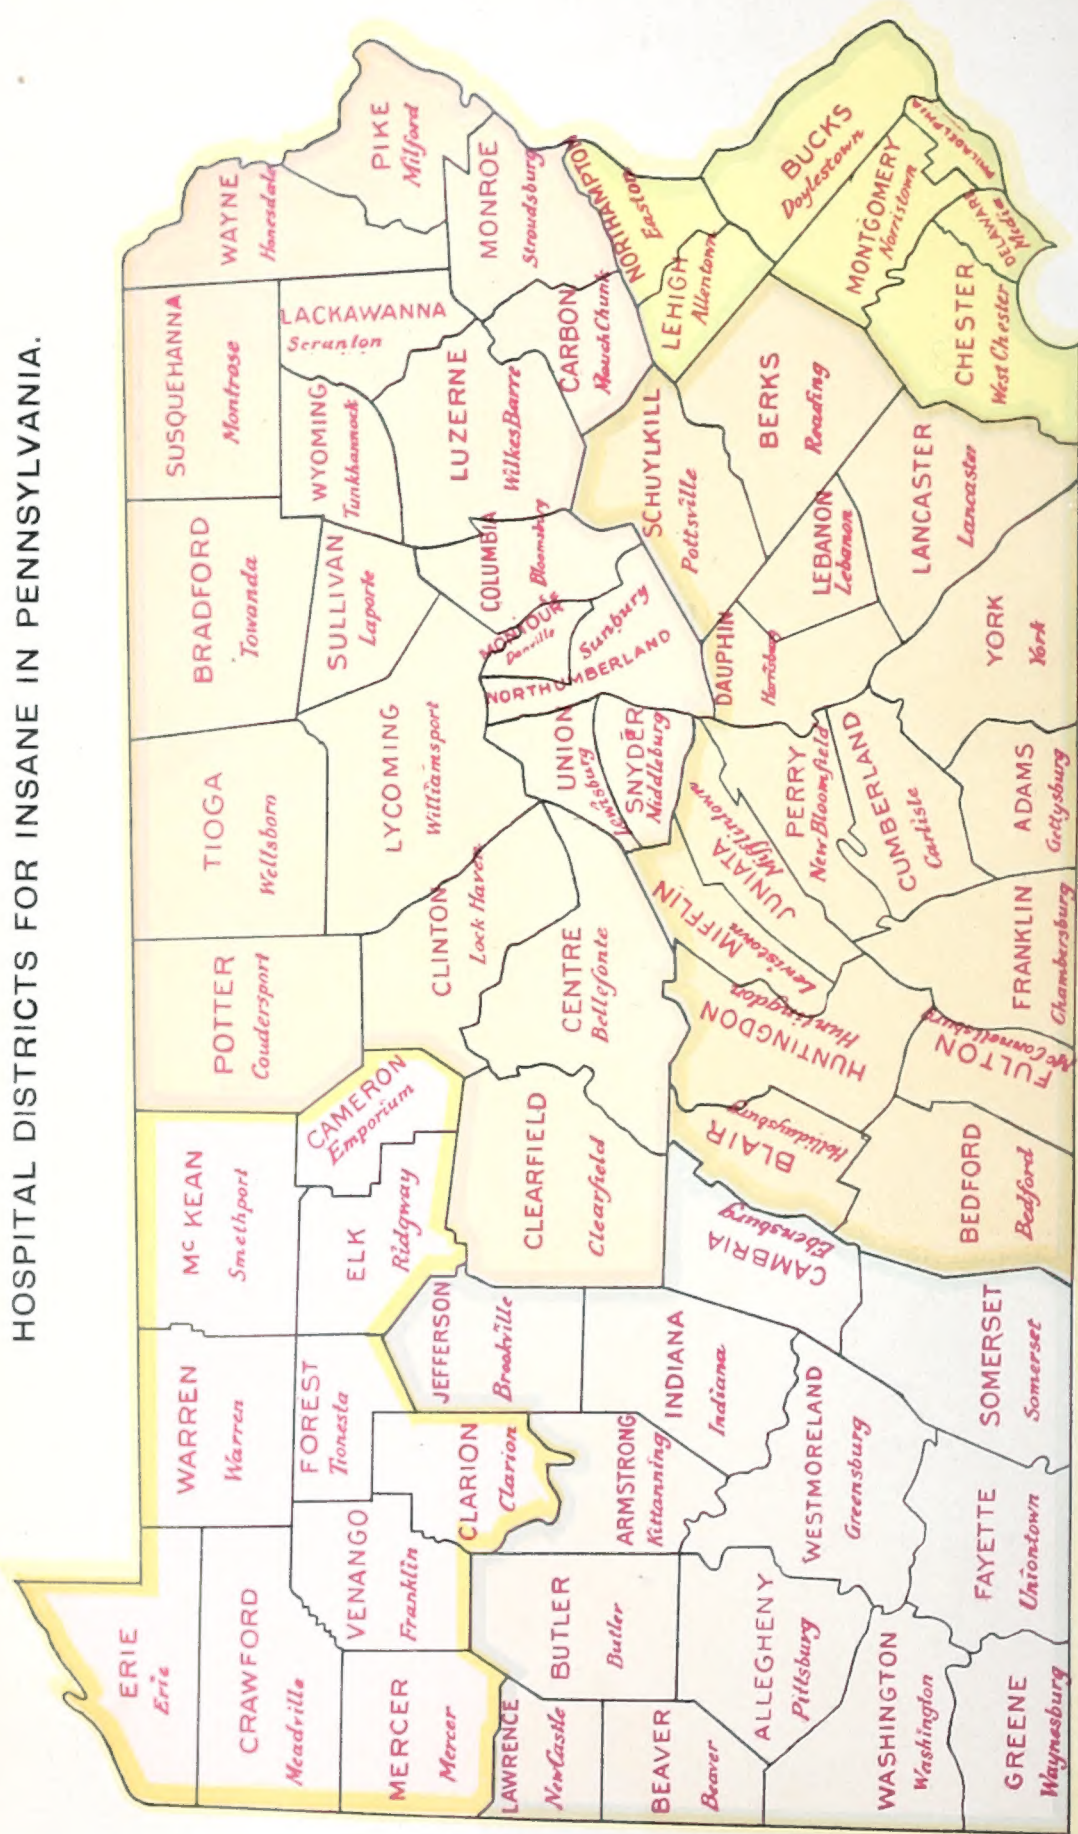 HOSPITAL DISTRICTS FOR INSANE IN PENNSYLVANIA.
ERIE
Erie
CRAWFORD
Meadville
MERCER
Mercer
VENANGO
Franklin
WARREN
Warren
FOREST
Tionesta
CLARION
Clarion
Mc KEAN
Smethport
ELK
Ridgway
CAMERON
Emporium
JEFFERSON
Brookville
LAWRENCE
NewCastle
BUTLER
Butler
ARMSTRONG
Kittanning
INDIANA
Indiana
CAMBRIA
Ebensburg
BEAVER
Beaver
ALLEGHENY
Pittsburg
WESTMORELAND
Greensburg
WASHINGTON
Washington
GREENE
Waynesburg
FAYETTE
Uniontown
SOMERSET
Somerset
POTTER
Coudersport
TIOGA
Wellsboro
BRADFORD
Towanda
SUSQUEHANNA
Montrose
WAYNE
Honesdale
PIKE
Milford
WYOMING
Tunkhannock
LACKAWANNA
Scranton
SULLIVAN
Laporte
LYCOMING
Williamsport
CLINTON
Lock Haven
CENTRE
Bellefonte
CLEARFIELD
Clearfield
COLUMBIA
Bloomsburg
MONTOUR
Danville
NORTHUMBERLAND
Sunbury
UNION
Lewisburg
SNYDER
Middleburg
LUZERNE
WilkesBarre
CARBON
MauchChunk
MONROE
Stroudsburg
NORTHAMPTON
Easton
LEHIGH
Allentown
BUCKS
Doylestown
MONTGOMERY
Norristown
PHILADELPHIA
DELAWARE
Media
CHESTER
West Chester
SCHUYLKILL
Pottsville
BERKS
Reading
LEBANON
Lebanon
LANCASTER
Lancaster
DAUPHIN
Harrisburg
YORK
York
ADAMS
Gettysburg
CUMBERLAND
Carlisle
PERRY
New Bloomfield
JUNIATA
Mifflintown
MIFFLIN
Lewistown
HUNTINGDON
Huntingdon
BLAIR
Hollidaysburg
BEDFORD
Bedford
FULTON
McConnellsburg
FRANKLIN
Chambersburg